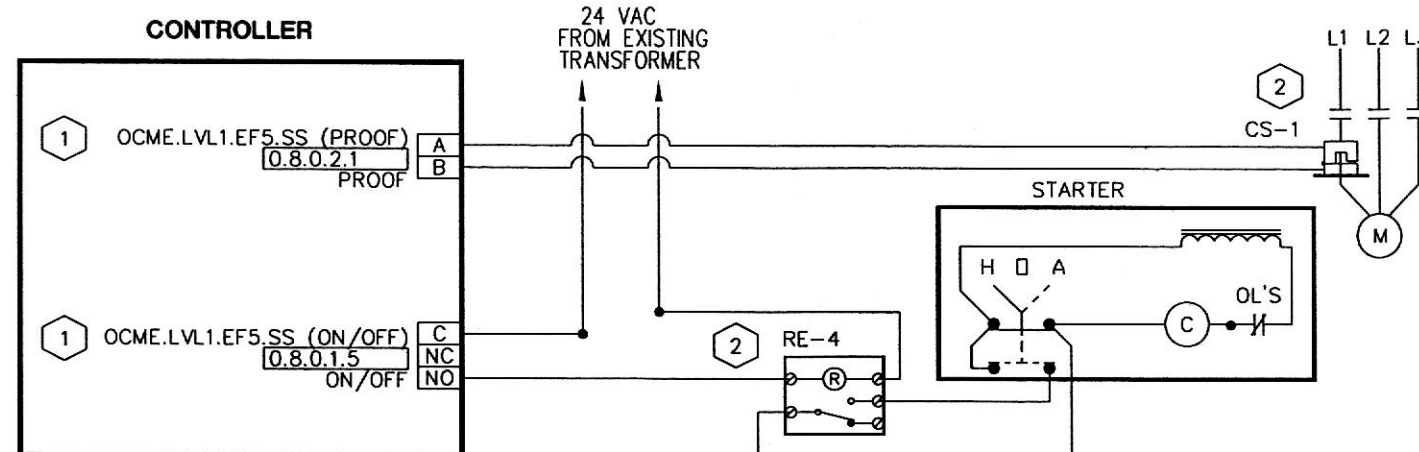 CONTROLLER
24 VAC
FROM EXISTING
TRANSFORMER
L1 L2
2
CS-1
1
OCME.LVL1.EF5.SS (PROOF)
0.8.0.2.1
PROOF
A
B
STARTER
M
H O A
OL'S
C
1
OCME.LVL1.EF5.SS (ON/OFF)
0.8.0.1.5
ON/OFF
C
NC
NO
2
RE-4
R